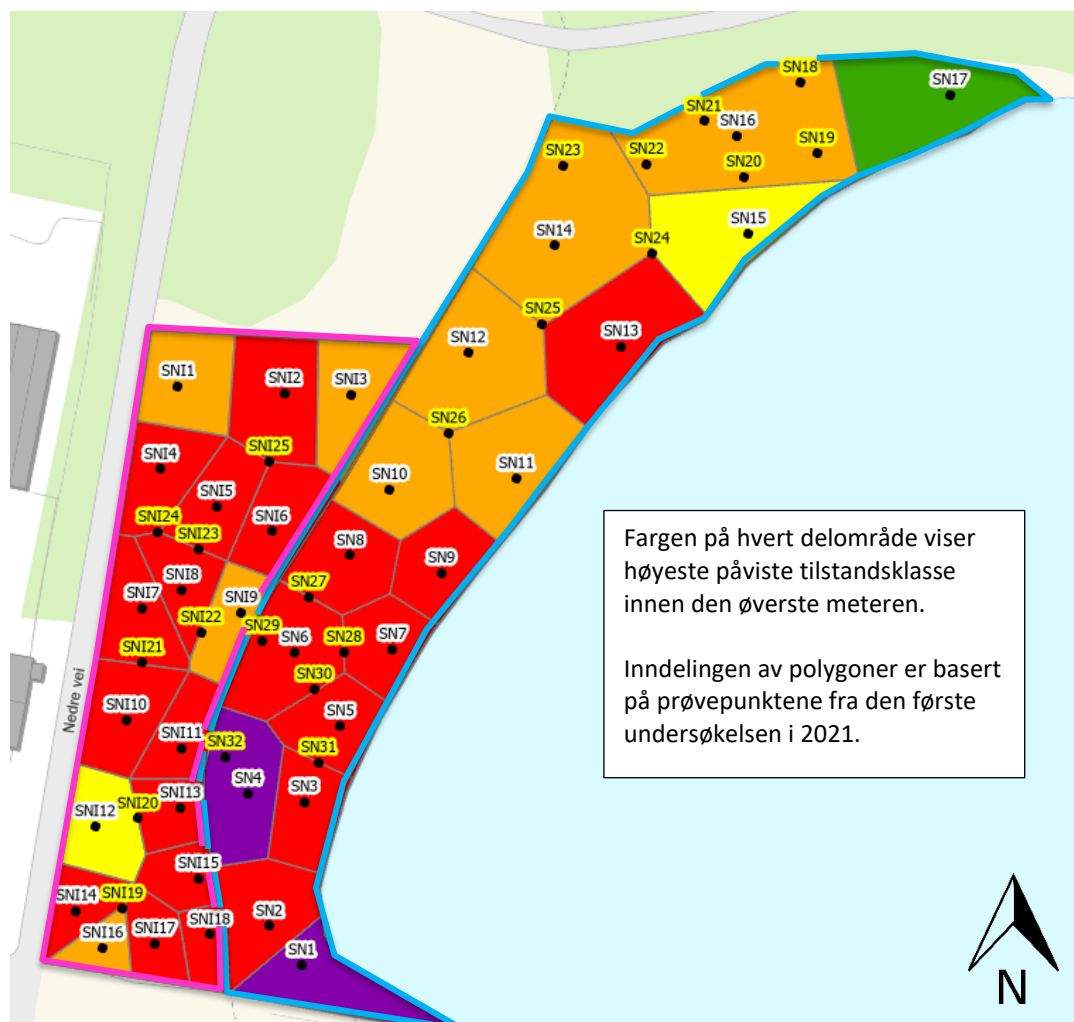 SN18
SN17
SN21
SN16
SN19
SN22
SN20
SN23
SN15
SN14
SN24
SN25
SN13
SN12
SNI1
SNI2
SNI3
SN26
SN10
SN11
SNI4
SNI25
SNI5
SNI24
SNI23
SNI6
SN8
SN9
SNI7
SNI8
SNI9
SN27
SNI22
SN29
SN6
SN28
SN7
SNI21
SN30
SNI10
SNI11
SN5
SN32
SN31
SN4
SN3
SNI12
SNI20
SNI13
SNI15
SNI14
SNI19
SNI16
SNI17
SNI18
SN2
SN1
Nedre vei
Fargen på hvert delområde viser
høyeste påviste tilstandsklasse
innen den øverste meteren.
Inndelingen av polygoner er basert
på prøvepunktene fra den første
undersøkelsen i 2021.
N